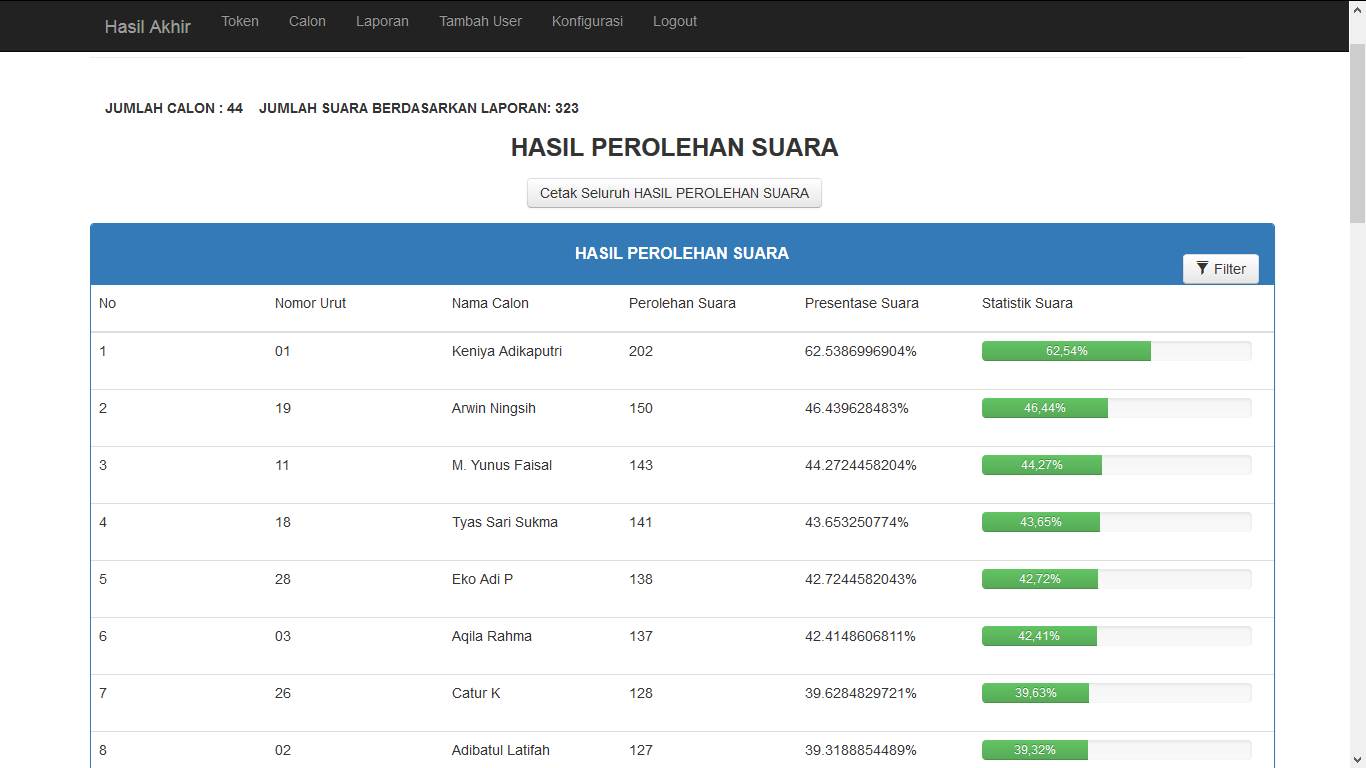 Hasil Akhir Token Calon Laporan Tambah User Konfigurasi Logout
JUMLAH CALON : 44 JUMLAH SUARA BERDASARKAN LAPORAN: 323
HASIL PEROLEHAN SUARA
Cetak Seluruh HASIL PEROLEHAN SUARA
HASIL PEROLEHAN SUARA
Filter
No Nomor Urut Nama Calon Perolehan Suara Presentase Suara Statistik Suara
1 01 Keniya Adikaputri 202 62.5386996904% 62,54%
2 19 Arwin Ningsih 150 46.439628483% 46,44%
3 11 M. Yunus Faisal 143 44.2724458204% 44,27%
4 18 Tyas Sari Sukma 141 43.653250774% 43,65%
5 28 Eko Adi P 138 42.7244582043% 42,72%
6 03 Aqila Rahma 137 42.4148606811% 42,41%
7 26 Catur K 128 39.6284829721% 39,63%
8 02 Adibatul Latifah 127 39.3188854489% 39,32%